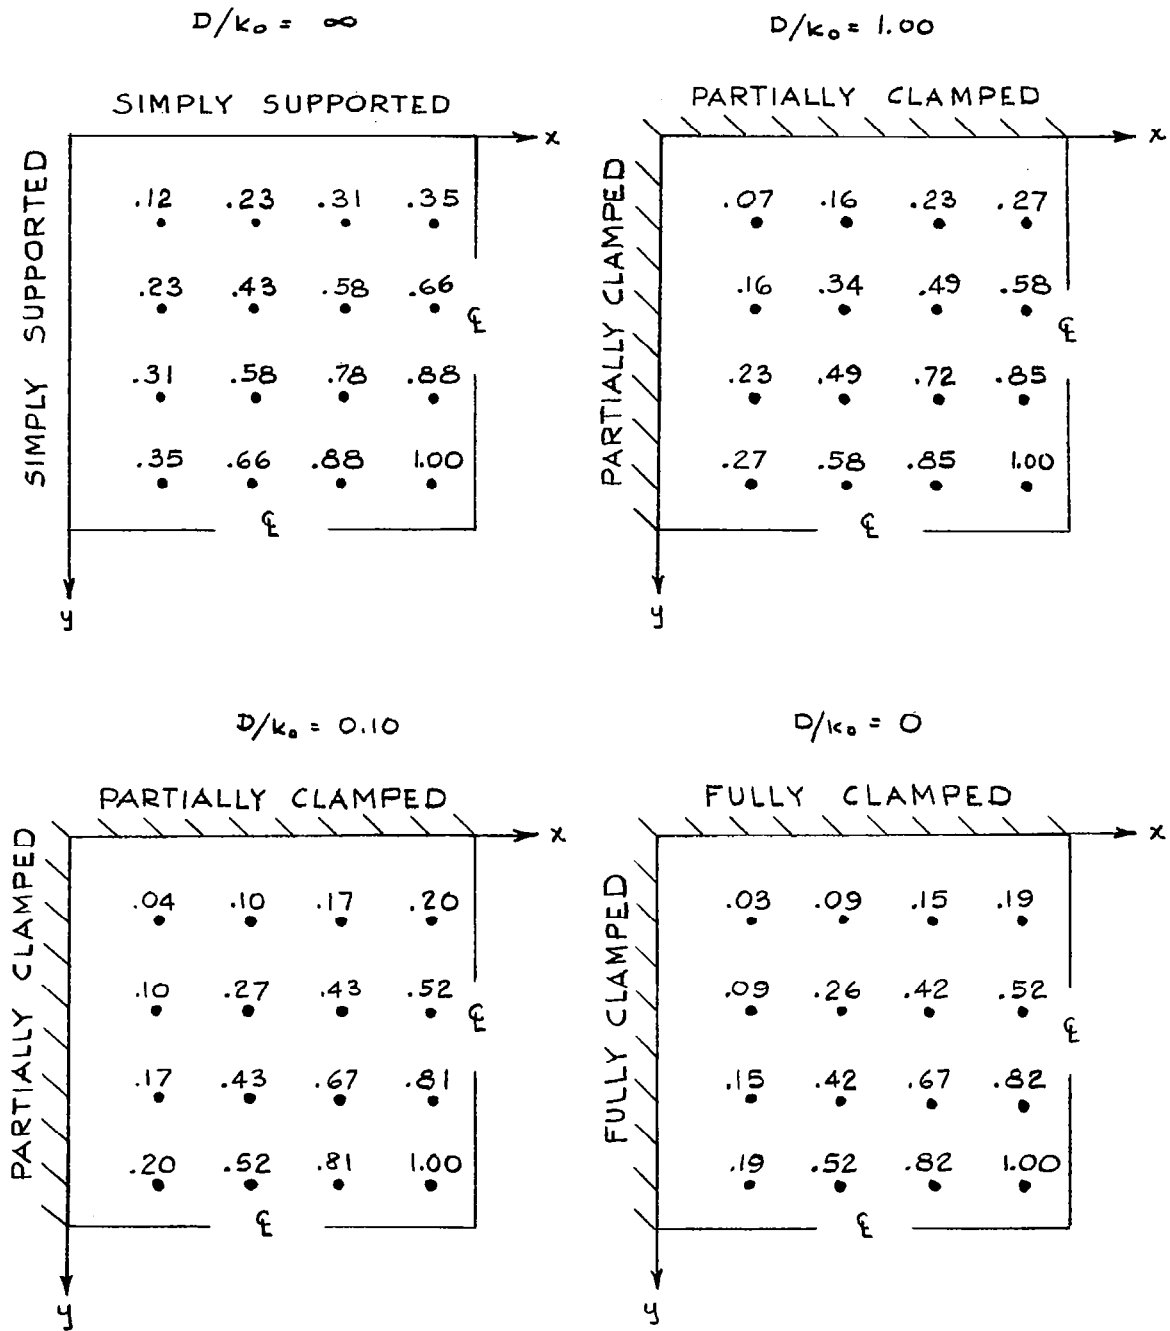 D/k₀ = ∞
SIMPLY SUPPORTED
x
SIMPLY SUPPORTED
.12 .23 .31 .35
.23 .43 .58 .66
℄
.31 .58 .78 .88
.35 .66 .88 1.00
℄
y
D/k₀ = 1.00
PARTIALLY CLAMPED
x
PARTIALLY CLAMPED
.07 .16 .23 .27
.16 .34 .49 .58
℄
.23 .49 .72 .85
.27 .58 .85 1.00
℄
y
D/k₀ = 0.10
PARTIALLY CLAMPED
x
PARTIALLY CLAMPED
.04 .10 .17 .20
.10 .27 .43 .52
℄
.17 .43 .67 .81
.20 .52 .81 1.00
℄
y
D/k₀ = 0
FULLY CLAMPED
x
FULLY CLAMPED
.03 .09 .15 .19
.09 .26 .42 .52
℄
.15 .42 .67 .82
.19 .52 .82 1.00
℄
y